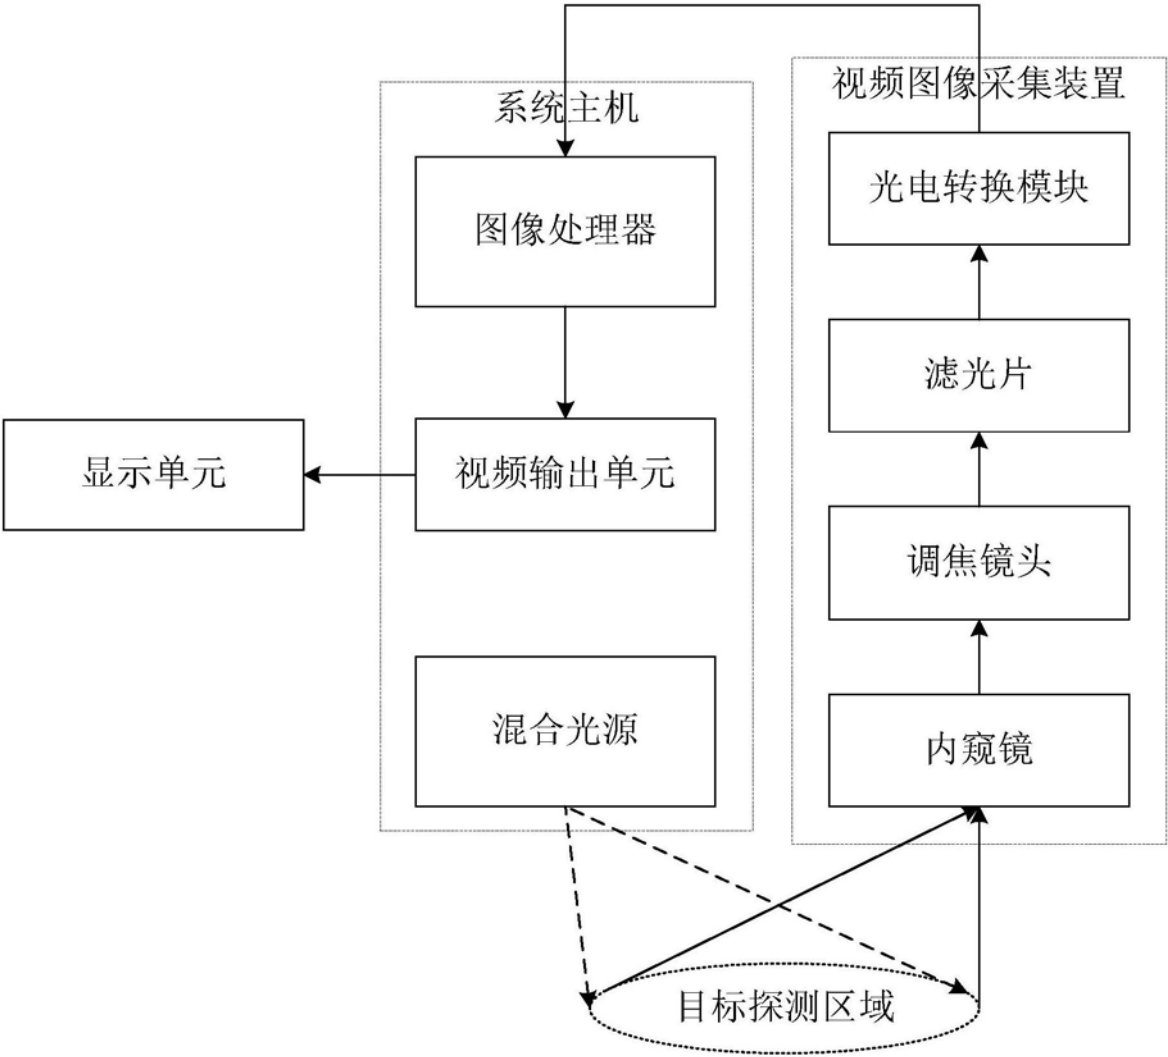 系统主机
图像处理器
视频输出单元
显示单元
混合光源
视频图像采集装置
光电转换模块
滤光片
调焦镜头
内窥镜
目标探测区域